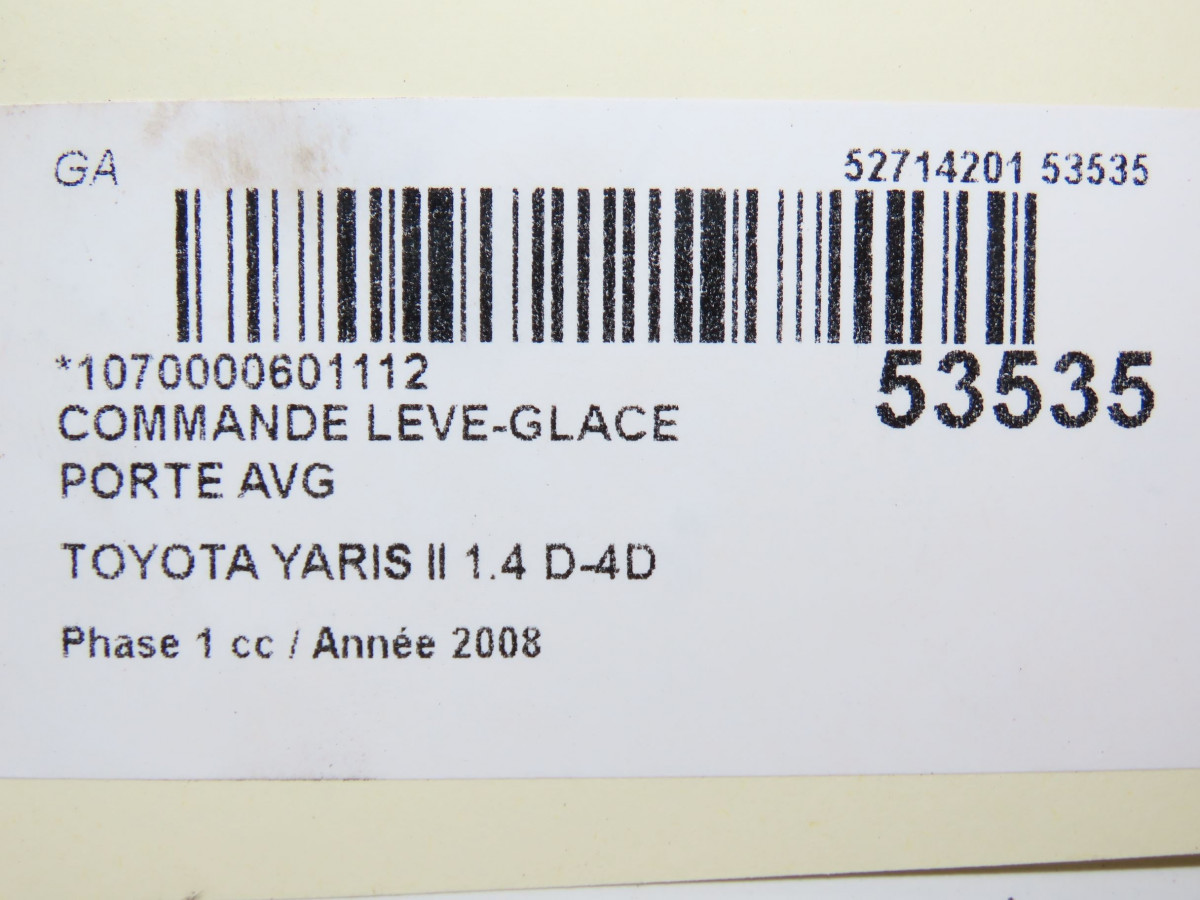 GA
52714201 53535
*1070000601112
53535
COMMANDE LEVE-GLACE
PORTE AVG
TOYOTA YARIS II 1.4 D-4D
Phase 1 cc / Année 2008